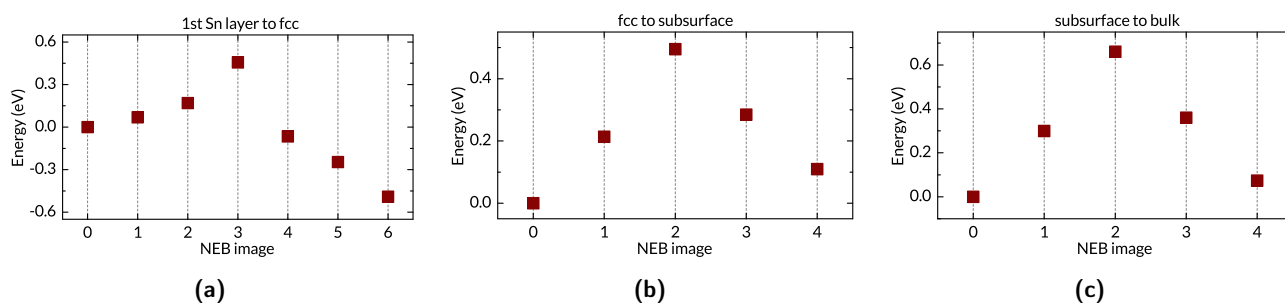 1st Sn layer to fcc
Energy (eV)
0.6
0.3
0.0
-0.3
-0.6
0 1 2 3 4 5 6
NEB image
(a)
fcc to subsurface
Energy (eV)
0.4
0.2
0.0
0 1 2 3 4
NEB image
(b)
subsurface to bulk
Energy (eV)
0.6
0.4
0.2
0.0
0 1 2 3 4
NEB image
(c)